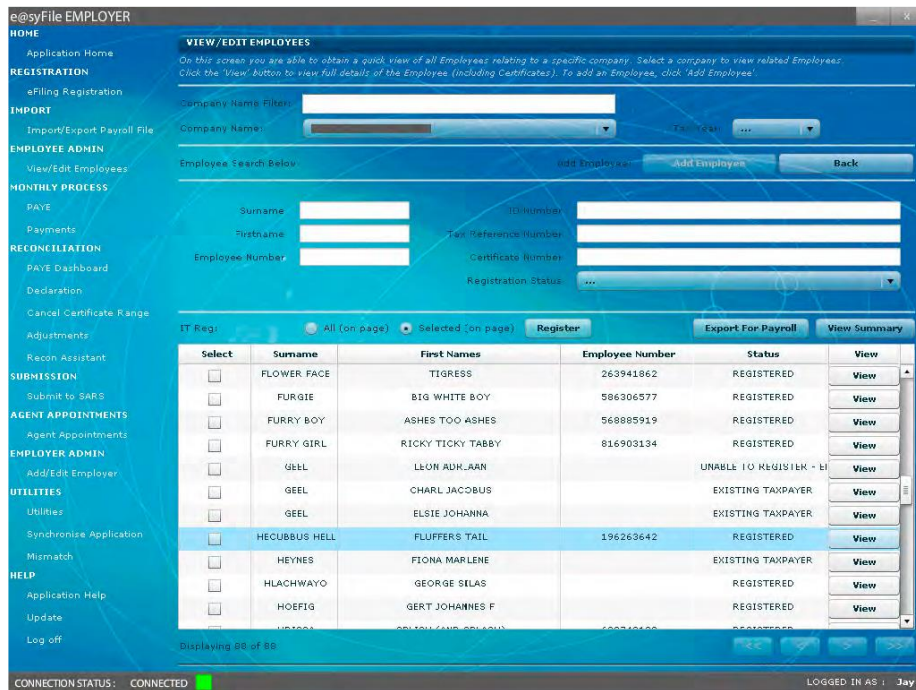 e@syFile EMPLOYER
HOME
Application Home
REGISTRATION
eFiling Registration
IMPORT
Import/Export Payroll File
EMPLOYEE ADMIN
View/Edit Employees
MONTHLY PROCESS
PAYE
Payments
RECONCILIATION
PAYE Dashboard
Declaration
Cancel Certificate Range
Adjustments
Recon Assistant
SUBMISSION
Submit to SARS
AGENT APPOINTMENTS
Agent Appointments
EMPLOYER ADMIN
Add/Edit Employer
UTILITIES
Utilities
Synchronise Application
Mismatch
HELP
Application Help
Update
Log off
VIEW/EDIT EMPLOYEES
On this screen you are able to obtain a quick view of all Employees relating to a specific company. Select a company to view related Employees.
Click the 'View' button to view full details of the Employee (including Certificates). To add an Employee, click 'Add Employee'.
Company Name Filter:
Company Name: Tax Year: ...
Employee Search Below Add Employee: Add Employee Back
Surname ID Number
Firstname Tax Reference Number
Employee Number Certificate Number
Registration Status ...
IT Reg: All (on page) Selected (on page) Register Export For Payroll View Summary
Select Surname First Names Employee Number Status View
FLOWER FACE TIGRESS 263941862 REGISTERED View
FURGIE BIG WHITE BOY 586306577 REGISTERED View
FURRY BOY ASHES TOO ASHES 568885919 REGISTERED View
FURRY GIRL RICKY TICKY TABBY 816903134 REGISTERED View
GEEL LEON UNABLE TO REGISTER - View
GEEL CHARL JACOBUS EXISTING TAXPAYER View
GEEL ELSIE JOHANNA EXISTING TAXPAYER View
HECUBBUS HELL FLUFFERS TAIL 196263642 REGISTERED View
HEYNES FIONA MARLENE EXISTING TAXPAYER View
HLACHWAYO GEORGE SILAS REGISTERED View
HOEFIG GERT JOHANNES F REGISTERED View
Displaying 88 of 88 << < > >>
CONNECTION STATUS : CONNECTED LOGGED IN AS : Jay